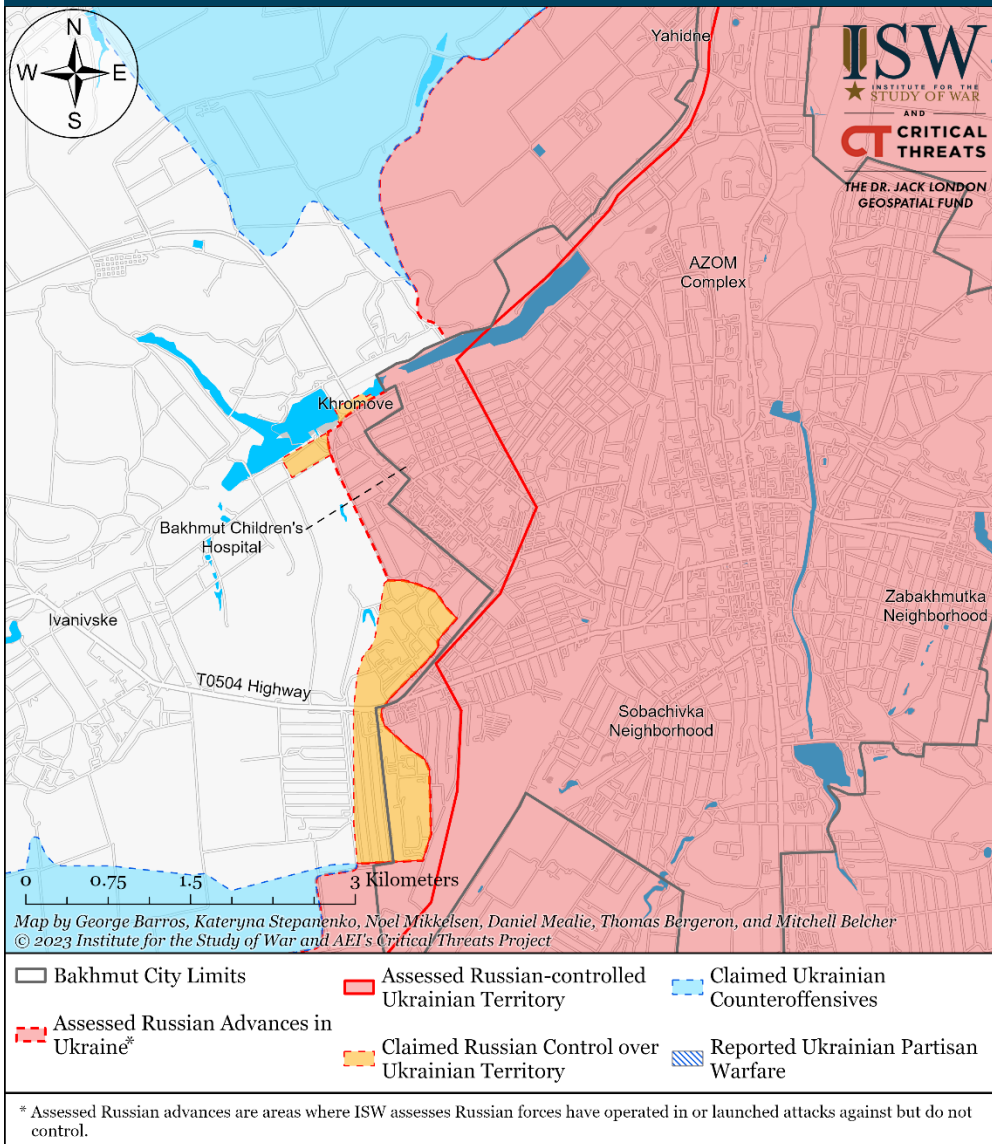 N
W E
S
Yahidne
ISW
INSTITUTE FOR THE
STUDY OF WAR
AND
CT CRITICAL
THREATS
THE DR. JACK LONDON
GEOSPATIAL FUND
AZOM
Complex
Khromove
Bakhmut Children's
Hospital
Ivanivske
Zabakhmutka
Neighborhood
T0504 Highway
Sobachivka
Neighborhood
0 0.75 1.5 3 Kilometers
Map by George Barros, Kateryna Stepanenko, Noel Mikkelsen, Daniel Mealie, Thomas Bergeron, and Mitchell Belcher
© 2023 Institute for the Study of War and AEI's Critical Threats Project
Bakhmut City Limits
Assessed Russian Advances in
Ukraine*
Assessed Russian-controlled
Ukrainian Territory
Claimed Russian Control over
Ukrainian Territory
Claimed Ukrainian
Counteroffensives
Reported Ukrainian Partisan
Warfare
* Assessed Russian advances are areas where ISW assesses Russian forces have operated in or launched attacks against but do not
control.